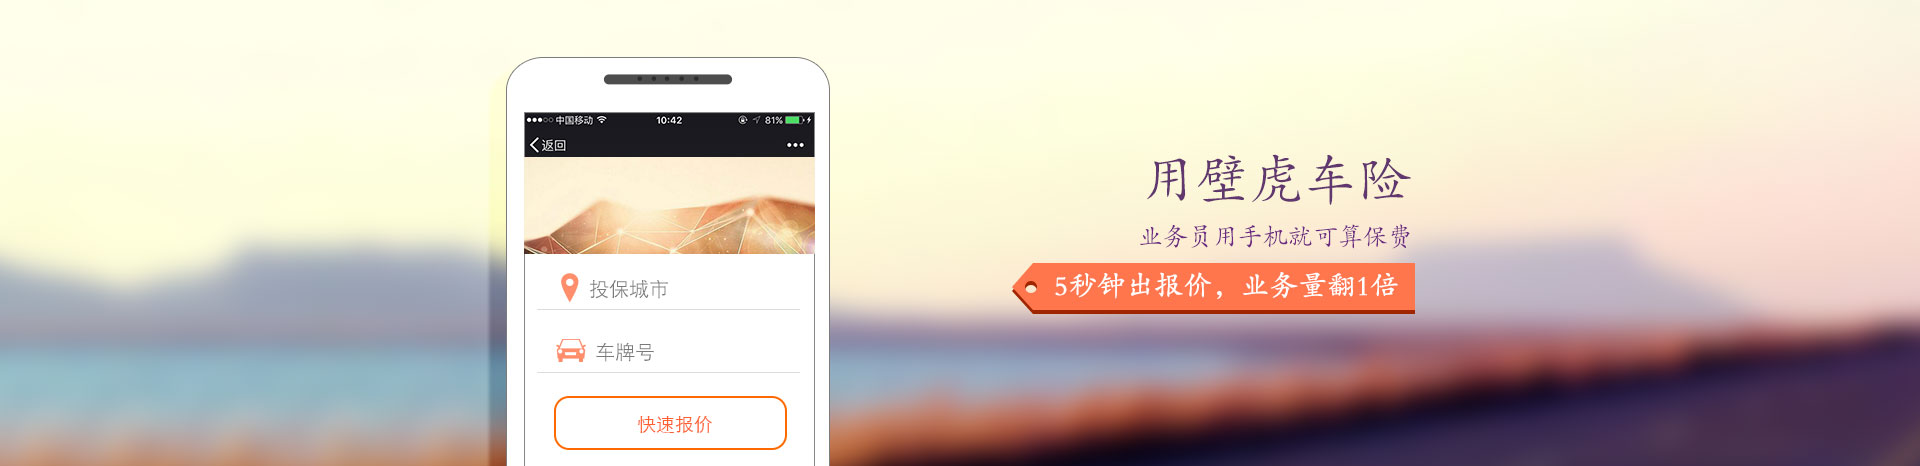 中国移动 10:42 81%
返回
投保城市
车牌号
快速报价
用壁虎车险
业务员用手机就可算保费
5秒钟出报价，业务量翻1倍